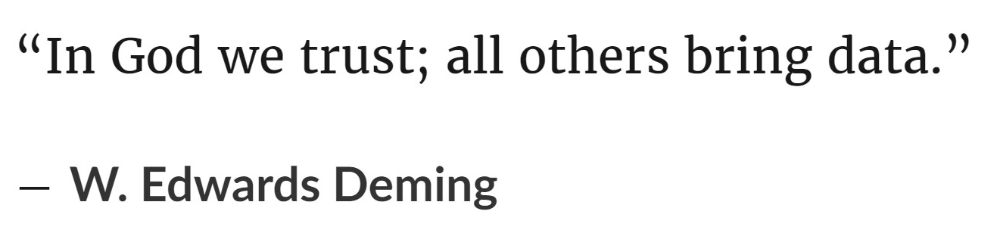 “In God we trust; all others bring data.”
— W. Edwards Deming